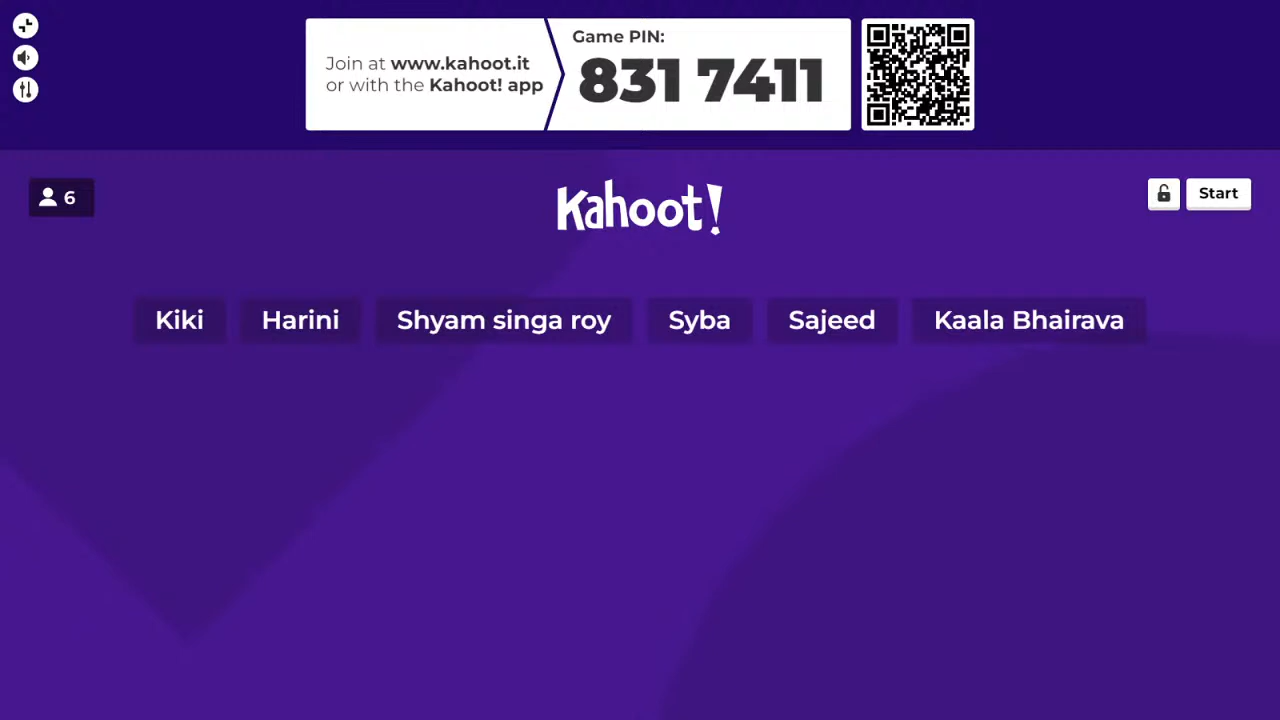 Join at www.kahoot.it
or with the Kahoot! app
Game PIN:
831 7411
6
Kahoot!
Start
Kiki Harini Shyam singa roy Syba Sajeed Kaala Bhairava